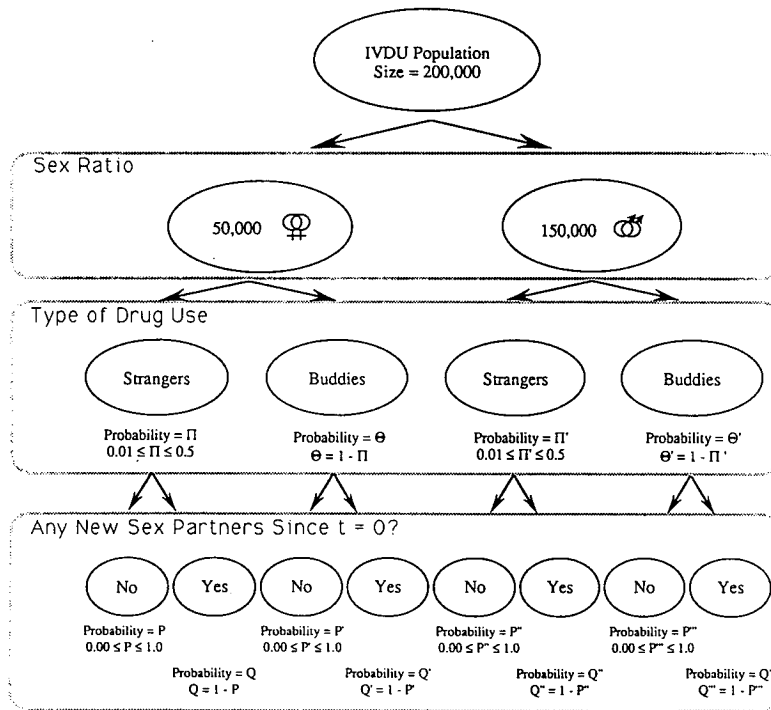 IVDU Population
Size = 200,000
Sex Ratio
50,000
150,000
Type of Drug Use
Strangers
Buddies
Strangers
Buddies
Probability = Π
0.01 ≤ Π ≤ 0.5
Probability = Θ
Θ = 1 - Π
Probability = Π'
0.01 ≤ Π' ≤ 0.5
Probability = Θ'
Θ' = 1 - Π'
Any New Sex Partners Since t = 0?
No
Yes
No
Yes
No
Yes
No
Yes
Probability = P
0.00 ≤ P ≤ 1.0
Probability = P'
0.00 ≤ P' ≤ 1.0
Probability = P''
0.00 ≤ P'' ≤ 1.0
Probability = P'''
0.00 ≤ P''' ≤ 1.0
Probability = Q
Q = 1 - P
Probability = Q'
Q' = 1 - P'
Probability = Q''
Q'' = 1 - P''
Probability =
Q''' = 1 - P'''